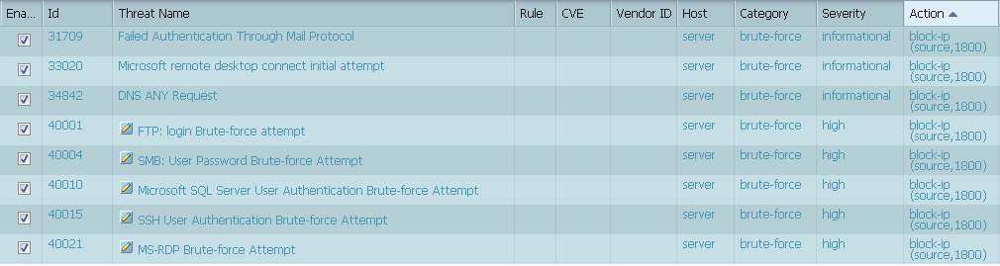 Ena... Id Threat Name Rule CVE Vendor ID Host Category Severity Action
31709 Failed Authentication Through Mail Protocol server brute-force informational block-ip (source,1800)
33020 Microsoft remote desktop connect initial attempt server brute-force informational block-ip (source,1800)
34842 DNS ANY Request server brute-force informational block-ip (source,1800)
40001 FTP: login Brute-force attempt server brute-force high block-ip (source,1800)
40004 SMB: User Password Brute-force Attempt server brute-force high block-ip (source,1800)
40010 Microsoft SQL Server User Authentication Brute-force Attempt server brute-force high block-ip (source,1800)
40015 SSH User Authentication Brute-force Attempt server brute-force high block-ip (source,1800)
40021 MS-RDP Brute-force Attempt server brute-force high block-ip (source,1800)